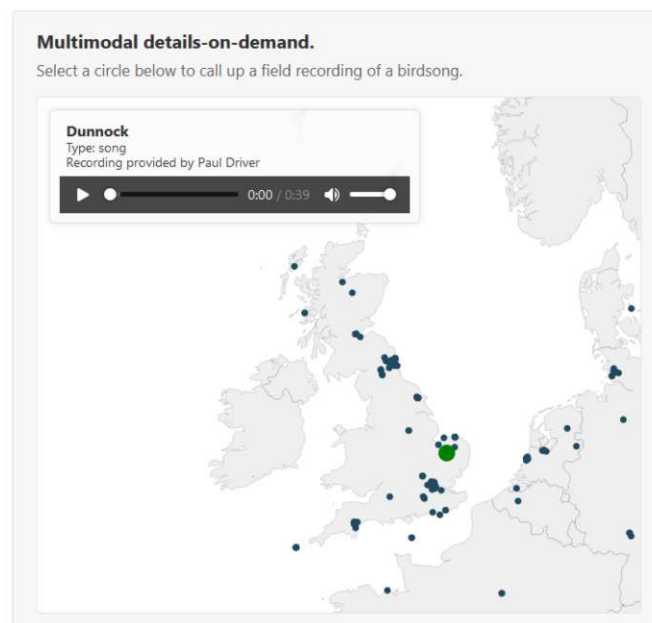 Multimodal details-on-demand.
Select a circle below to call up a field recording of a birdsong.
Dunnock
Type: song
Recording provided by Paul Driver
0:00 / 0:39